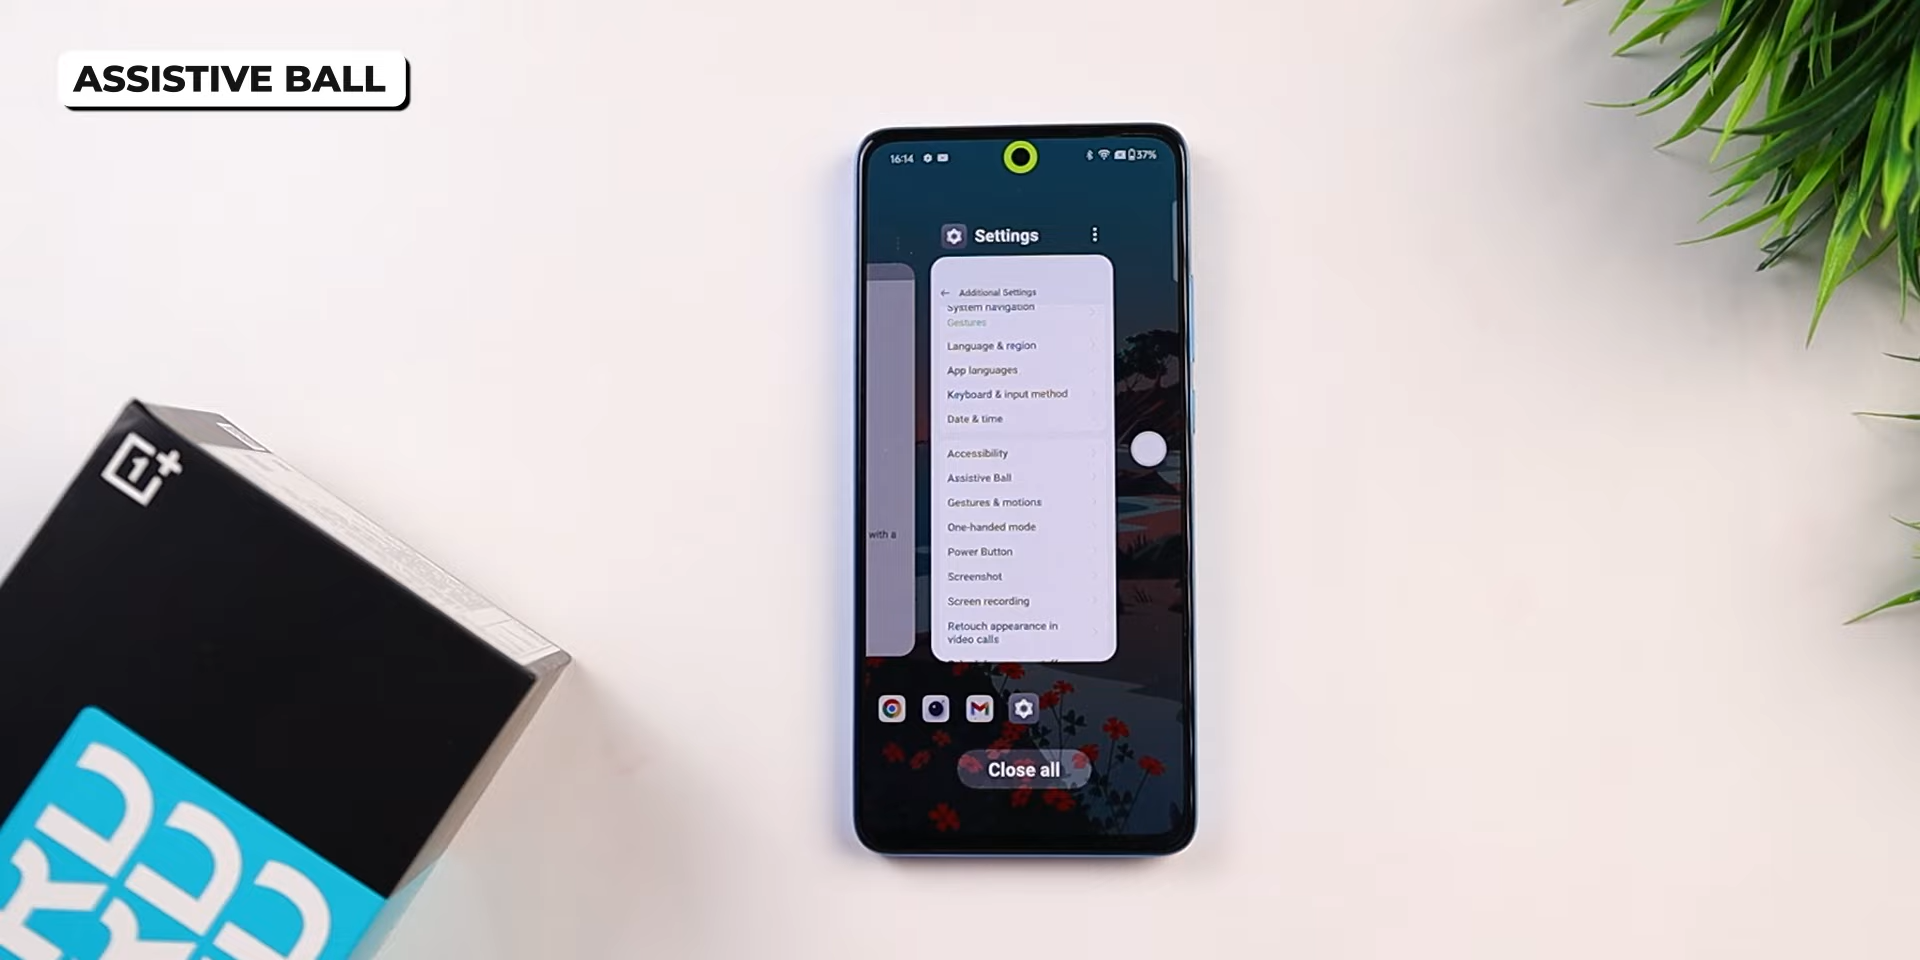 ASSISTIVE BALL
16:14
37%
Settings
Additional Settings
System navigation
Gestures
Language & region
App languages
Keyboard & input method
Date & time
Accessibility
Assistive Ball
Gestures & motions
One-handed mode
Power Button
Screenshot
Screen recording
Retouch appearance in
video calls
with a
Close all
1+